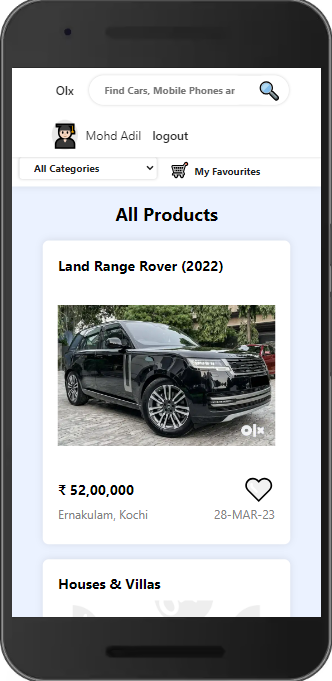 Olx
Find Cars, Mobile Phones ar
Mohd Adil logout
All Categories
My Favourites
All Products
Land Range Rover (2022)
olx
₹ 52,00,000
Ernakulam, Kochi 28-MAR-23
Houses & Villas